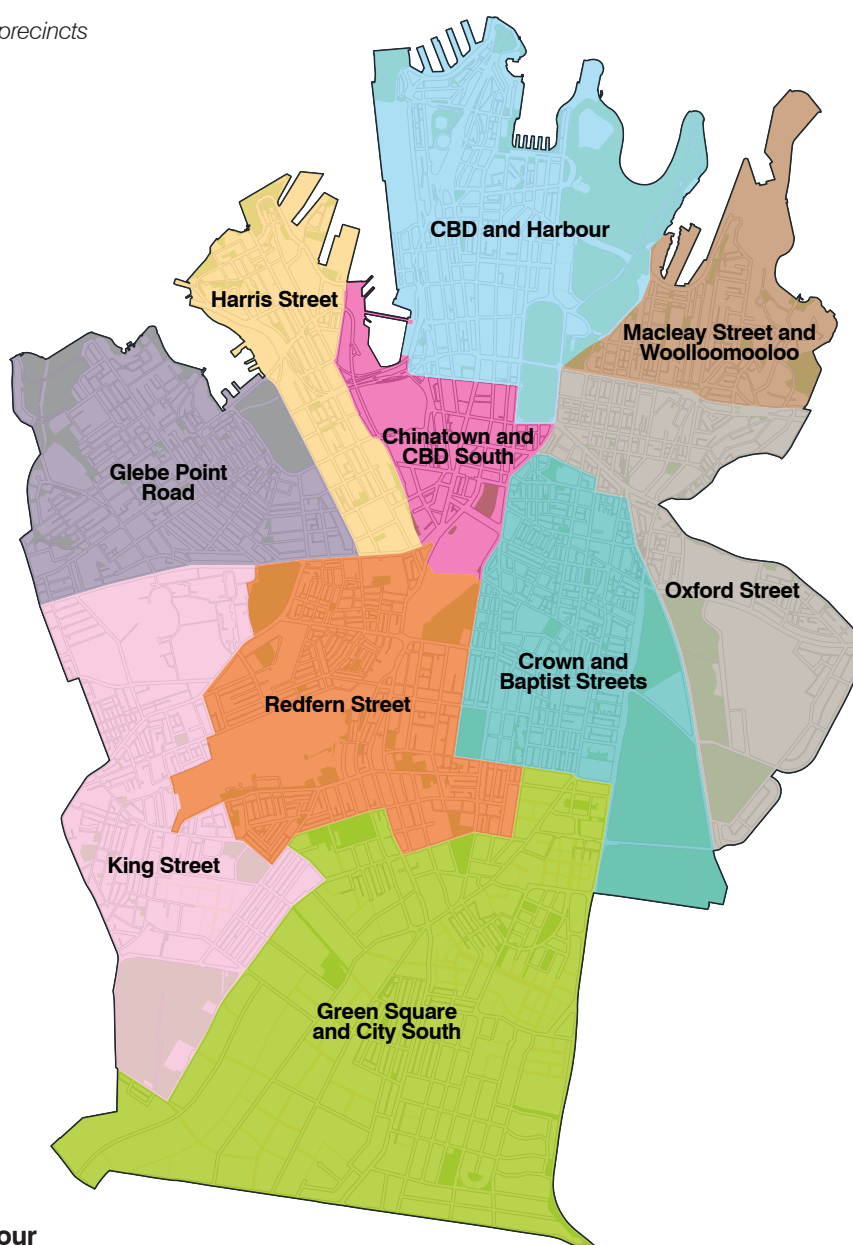 precincts
CBD and Harbour
Harris Street
Macleay Street and
Woolloomooloo
Chinatown and
CBD South
Glebe Point
Road
Oxford Street
Crown and
Baptist Streets
Redfern Street
King Street
Green Square
and City South
our